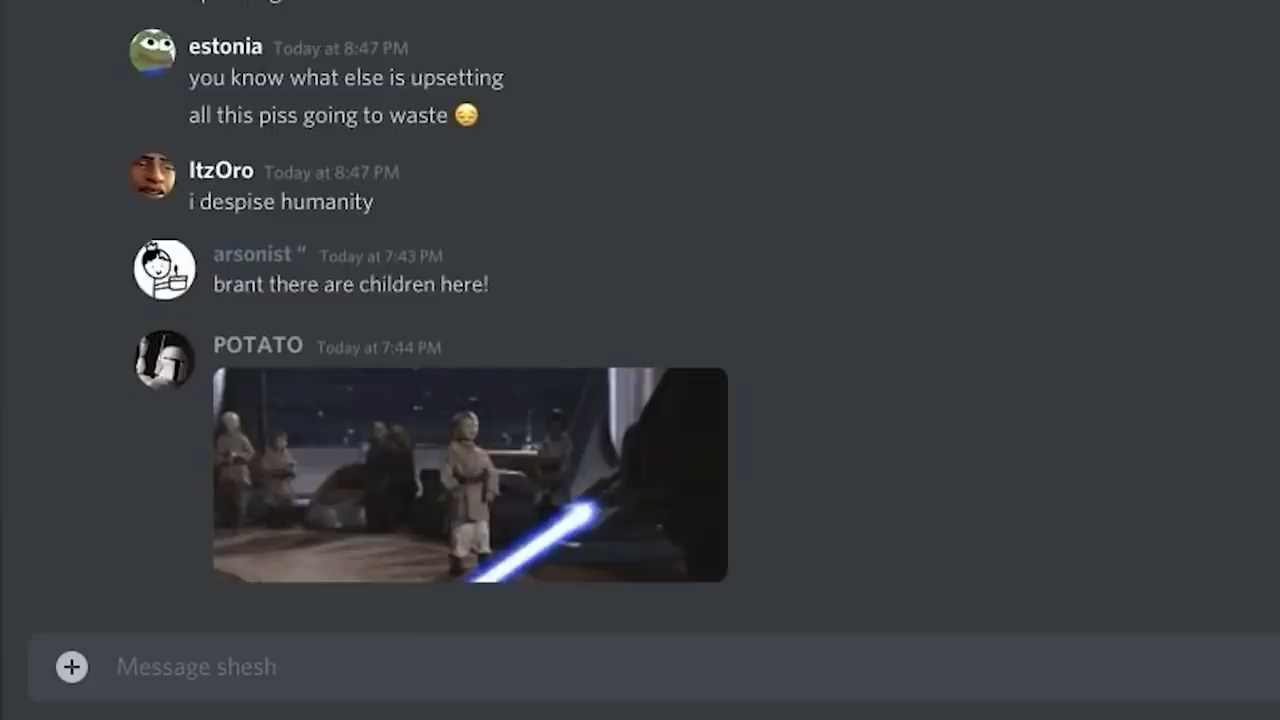 estonia Today at 8:47 PM
you know what else is upsetting
all this piss going to waste 😔
ItzOro Today at 8:47 PM
i despise humanity
arsonist " Today at 7:43 PM
brant there are children here!
POTATO Today at 7:44 PM
Message shesh